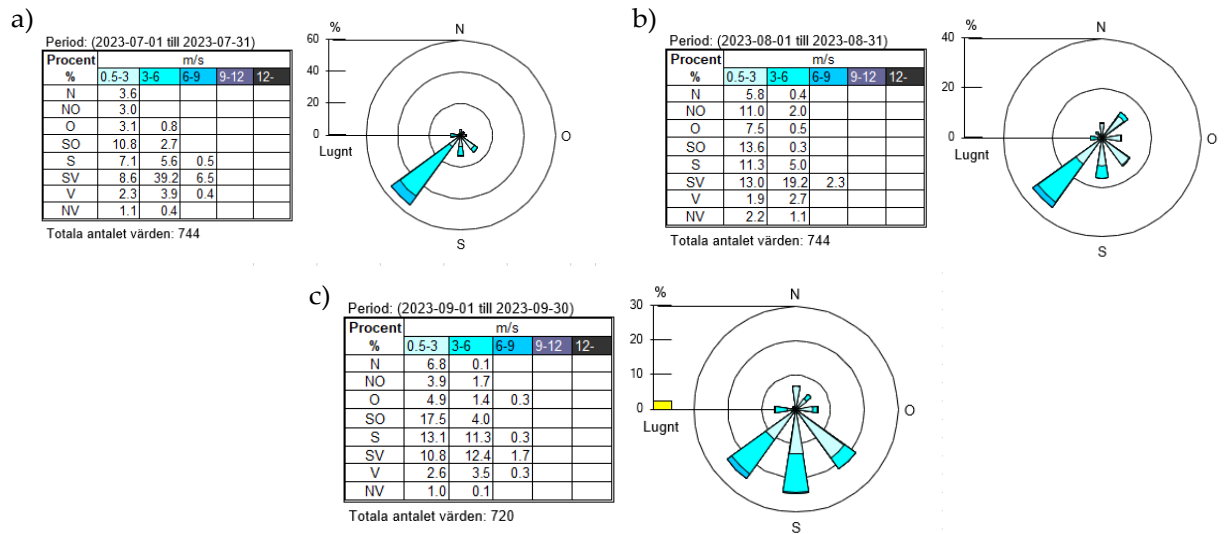 a)
Period: (2023-07-01 till 2023-07-31)
Procent m/s
% 0.5-3 3-6 6-9 9-12 12-
N 3.6
NO 3.0
O 3.1 0.8
SO 10.8 2.7
S 7.1 5.6 0.5
SV 8.6 39.2 6.5
V 2.3 3.9 0.4
NV 1.1 0.4
Totala antalet värden: 744
%
60
40
20
0
Lugnt
N
O
S
b)
Period: (2023-08-01 till 2023-08-31)
Procent m/s
% 0.5-3 3-6 6-9 9-12 12-
N 5.8 0.4
NO 11.0 2.0
O 7.5 0.5
SO 13.6 0.3
S 11.3 5.0
SV 13.0 19.2 2.3
V 1.9 2.7
NV 2.2 1.1
Totala antalet värden: 744
%
40
20
0
Lugnt
N
O
S
c)
Period: (2023-09-01 till 2023-09-30)
Procent m/s
% 0.5-3 3-6 6-9 9-12 12-
N 6.8 0.1
NO 3.9 1.7
O 4.9 1.4 0.3
SO 17.5 4.0
S 13.1 11.3 0.3
SV 10.8 12.4 1.7
V 2.6 3.5 0.3
NV 1.0 0.1
Totala antalet värden: 720
%
30
20
10
0
Lugnt
N
O
S